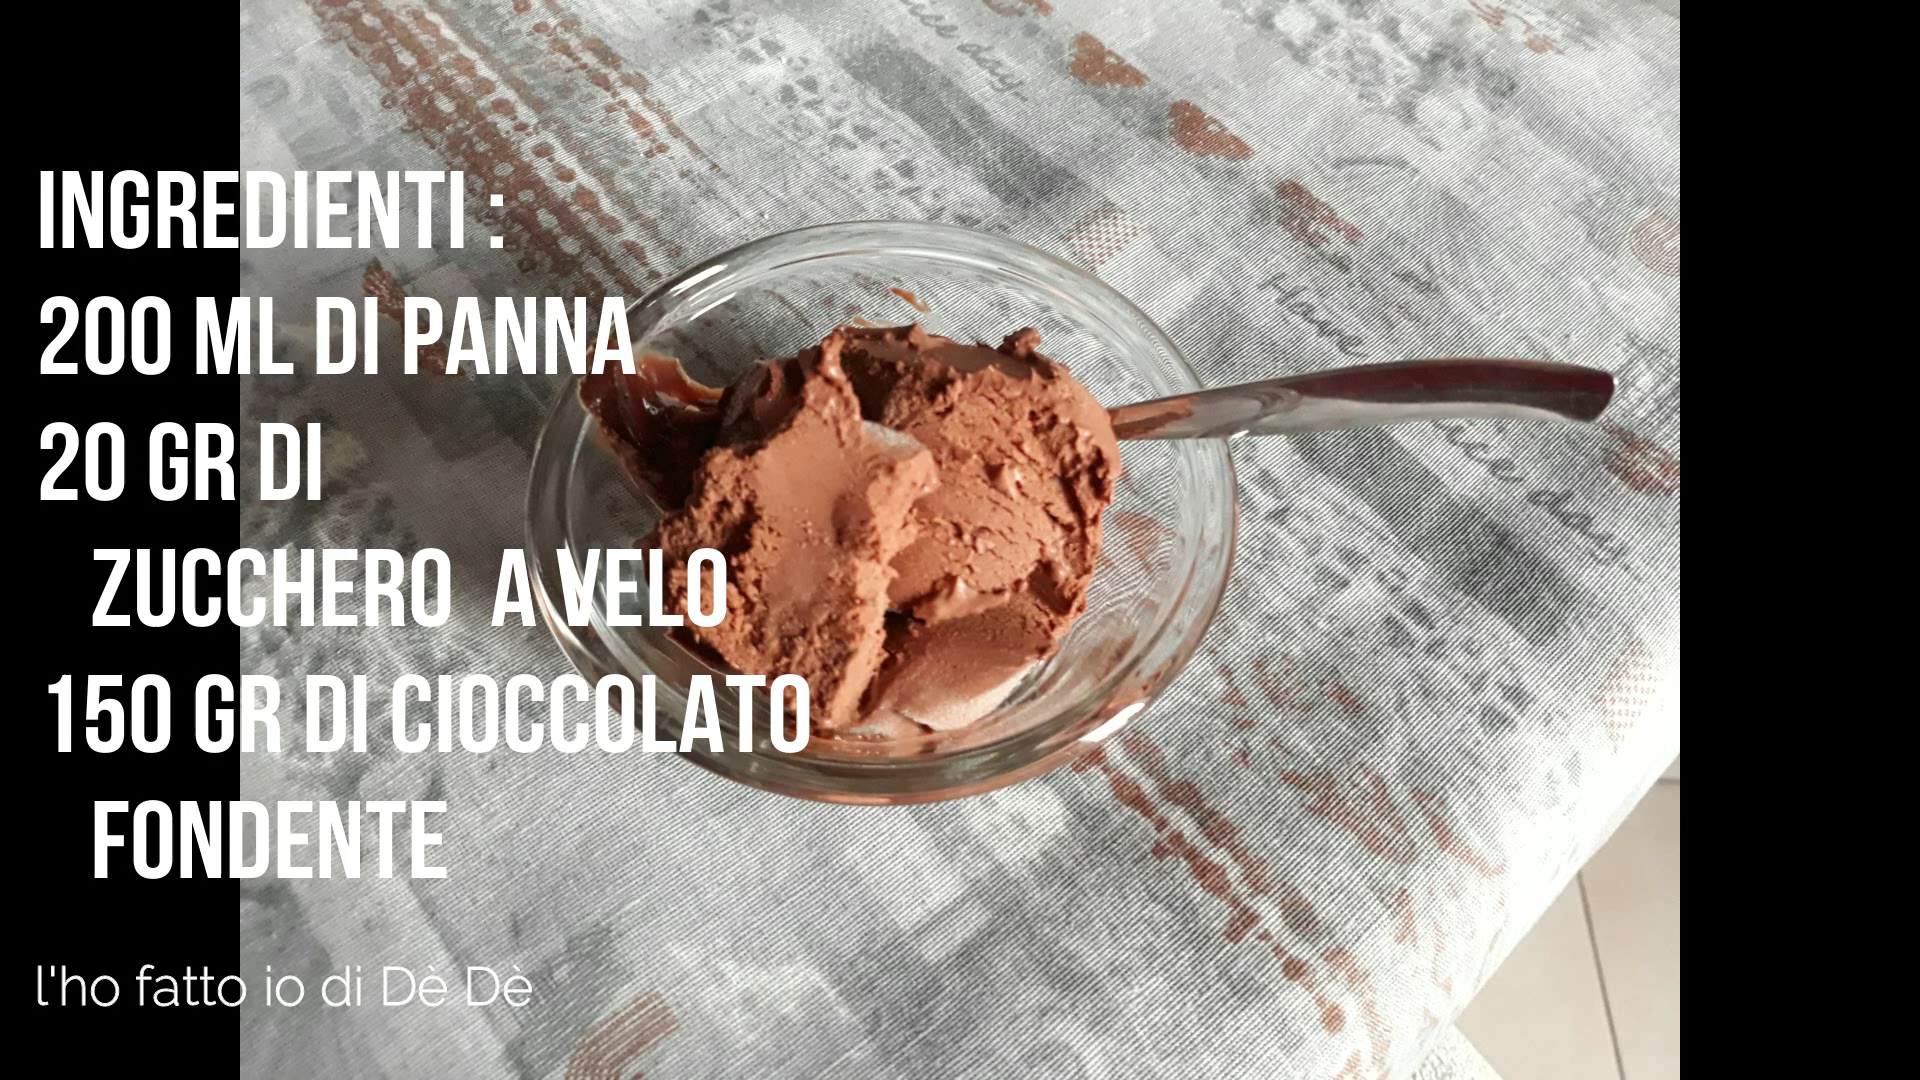 INGREDIENTI :
200 ML DI PANNA
20 GR DI
ZUCCHERO A VELO
150 GR DI CIOCCOLATO
FONDENTE
l'ho fatto io di Dè Dè